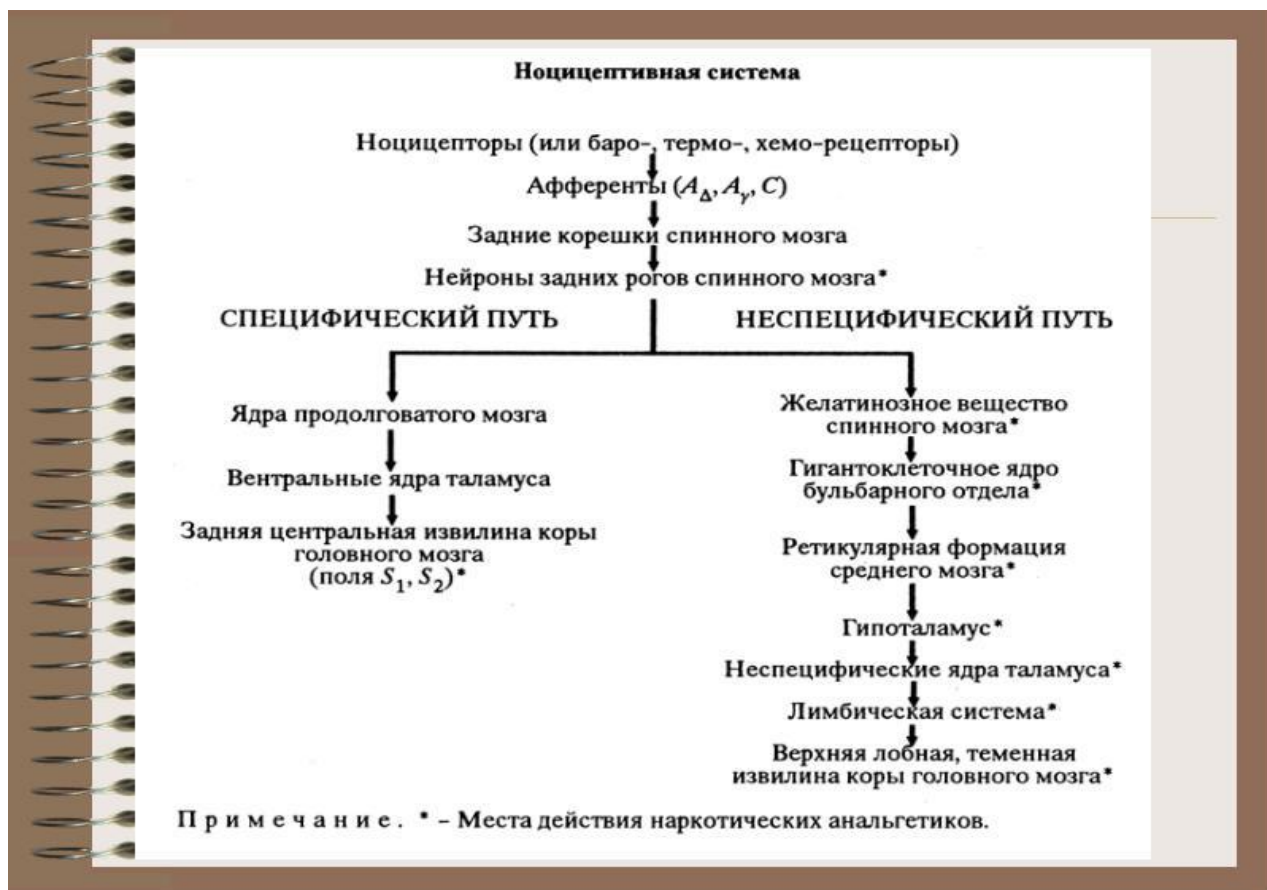 Ноцицептивная система
Ноцицепторы (или баро-, термо-, хемо-рецепторы)
Афференты (A_Δ, A_γ, C)
Задние корешки спинного мозга
Нейроны задних рогов спинного мозга*
СПЕЦИФИЧЕСКИЙ ПУТЬ
Ядра продолговатого мозга
Вентральные ядра таламуса
Задняя центральная извилина коры
головного мозга
(поля S₁, S₂)*
НЕСПЕЦИФИЧЕСКИЙ ПУТЬ
Желатинозное вещество
спинного мозга*
Гигантоклеточное ядро
бульбарного отдела*
Ретикулярная формация
среднего мозга*
Гипоталамус*
Неспецифические ядра таламуса*
Лимбическая система*
Верхняя лобная, теменная
извилина коры головного мозга*
Примечание. * – Места действия наркотических анальгетиков.